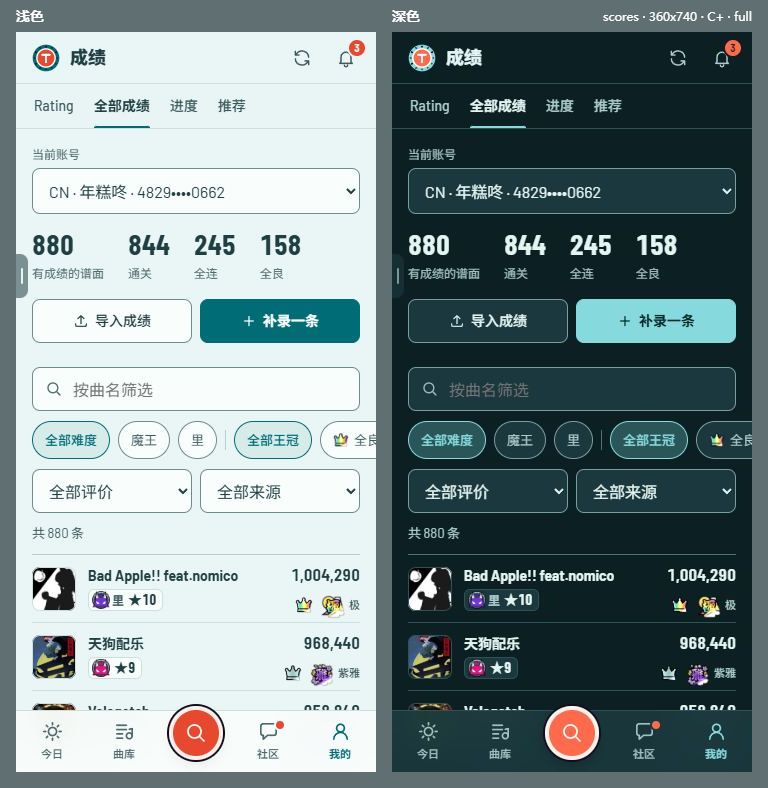 浅色
T 成绩 3
Rating 全部成绩 进度 推荐
当前账号
CN · 年糕咚 · 4829••••0662
880 844 245 158
有成绩的谱面 通关 全连 全良
导入成绩 + 补录一条
按曲名筛选
全部难度 魔王 里 全部王冠 全良
全部评价 全部来源
共 880 条
Bad Apple!! feat.nomico 1,004,290
里 ★10 极
天狗配乐 968,440
★9 紫雅
今日 曲库 社区 我的
深色 scores · 360x740 · C+ · full
T 成绩 3
Rating 全部成绩 进度 推荐
当前账号
CN · 年糕咚 · 4829••••0662
880 844 245 158
有成绩的谱面 通关 全连 全良
导入成绩 + 补录一条
按曲名筛选
全部难度 魔王 里 全部王冠 全良
全部评价 全部来源
共 880 条
Bad Apple!! feat.nomico 1,004,290
里 ★10 极
天狗配乐 968,440
★9 紫雅
今日 曲库 社区 我的